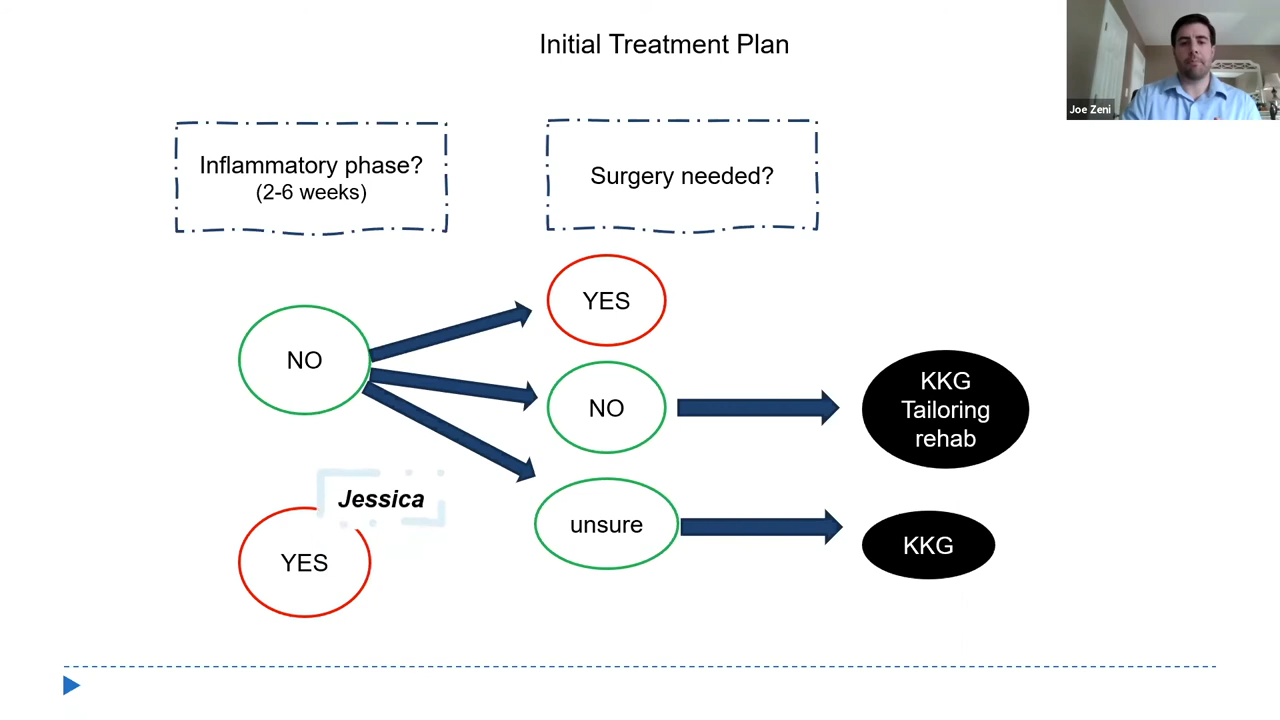 Initial Treatment Plan
Joe Zeni
Inflammatory phase?
(2-6 weeks)
Surgery needed?
YES
NO
NO
KKG
Tailoring
rehab
Jessica
unsure
YES
KKG